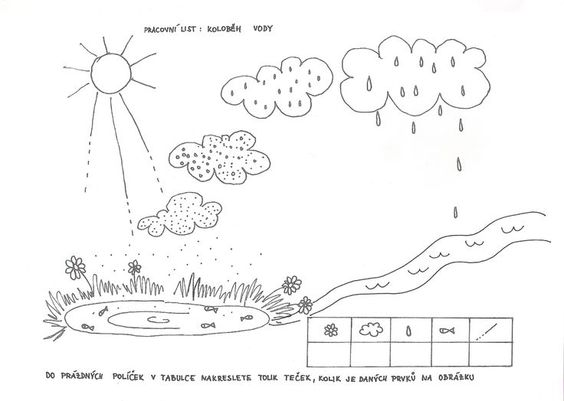 PRACOVNÍ LIST: KOLOBĚH VODY
DO PRÁZDNÝCH POLÍČEK V TABULCE NAKRESLETE TOLIK TEČEK, KOLIK JE DANÝCH PRVKŮ NA OBRÁZKU